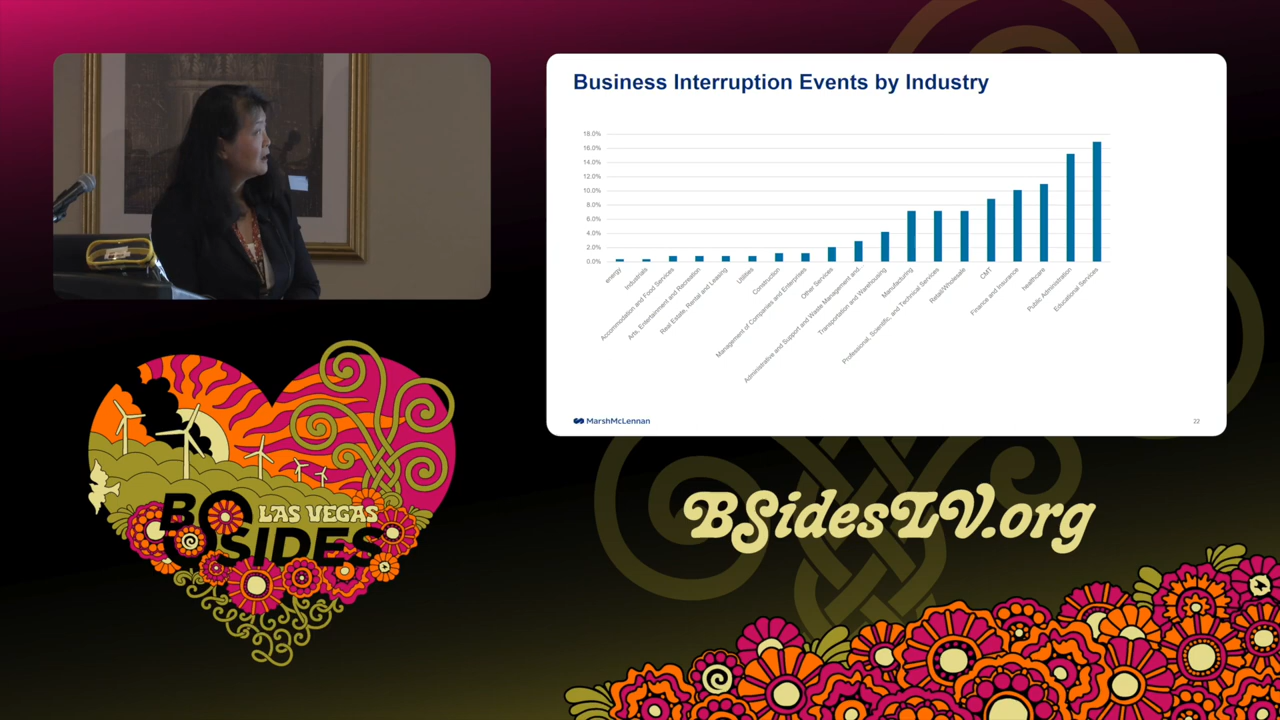 Business Interruption Events by Industry
18.0%
16.0%
14.0%
12.0%
10.0%
8.0%
6.0%
4.0%
2.0%
0.0%
energy
Industrials
Accommodation and Food Services
Arts, Entertainment and Recreation
Real Estate, Rental and Leasing
Utilities
Construction
Management of Companies and Enterprises
Other Services
Administrative and Support and Waste Management and...
Transportation and Warehousing
Manufacturing
Professional, Scientific, and Technical Services
Retail/Wholesale
CMT
Finance and Insurance
healthcare
Public Administration
Educational Services
MarshMcLennan
22
LAS VEGAS
BSIDES
BSidesLV.org